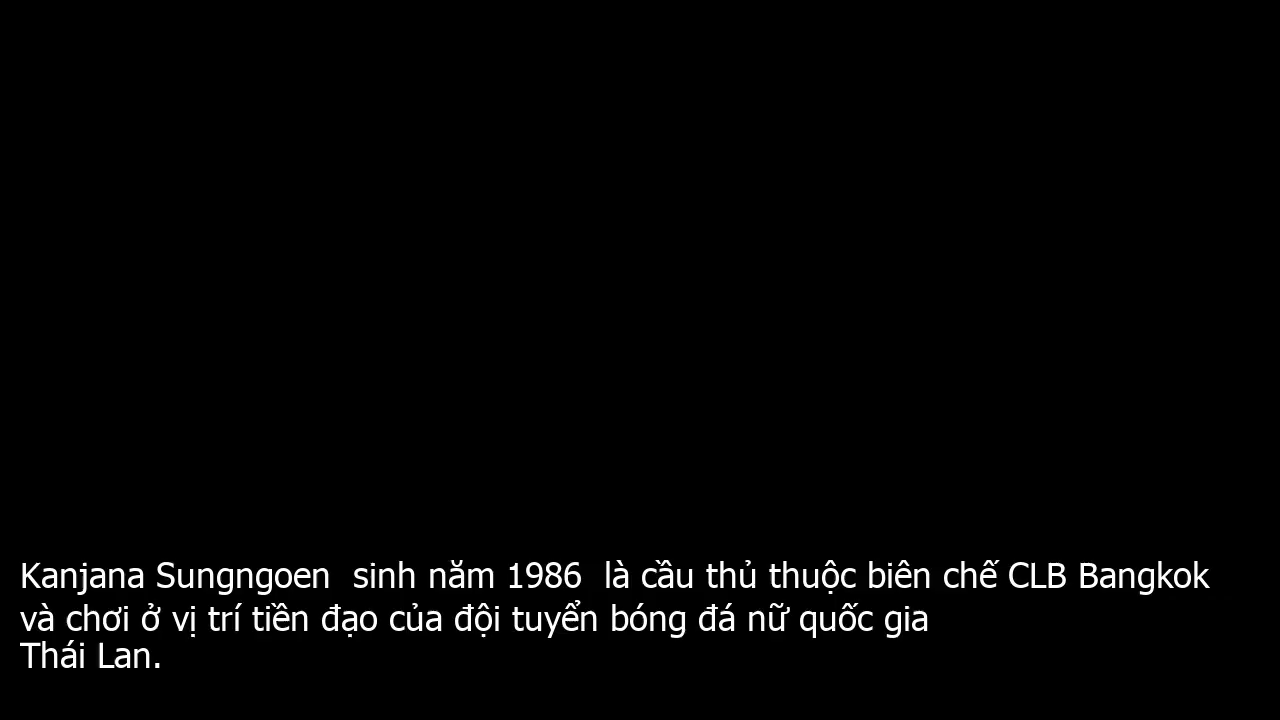 Kanjana Sungngoen  sinh năm 1986  là cầu thủ thuộc biên chế CLB Bangkok
và chơi ở vị trí tiền đạo của đội tuyển bóng đá nữ quốc gia
Thái Lan.